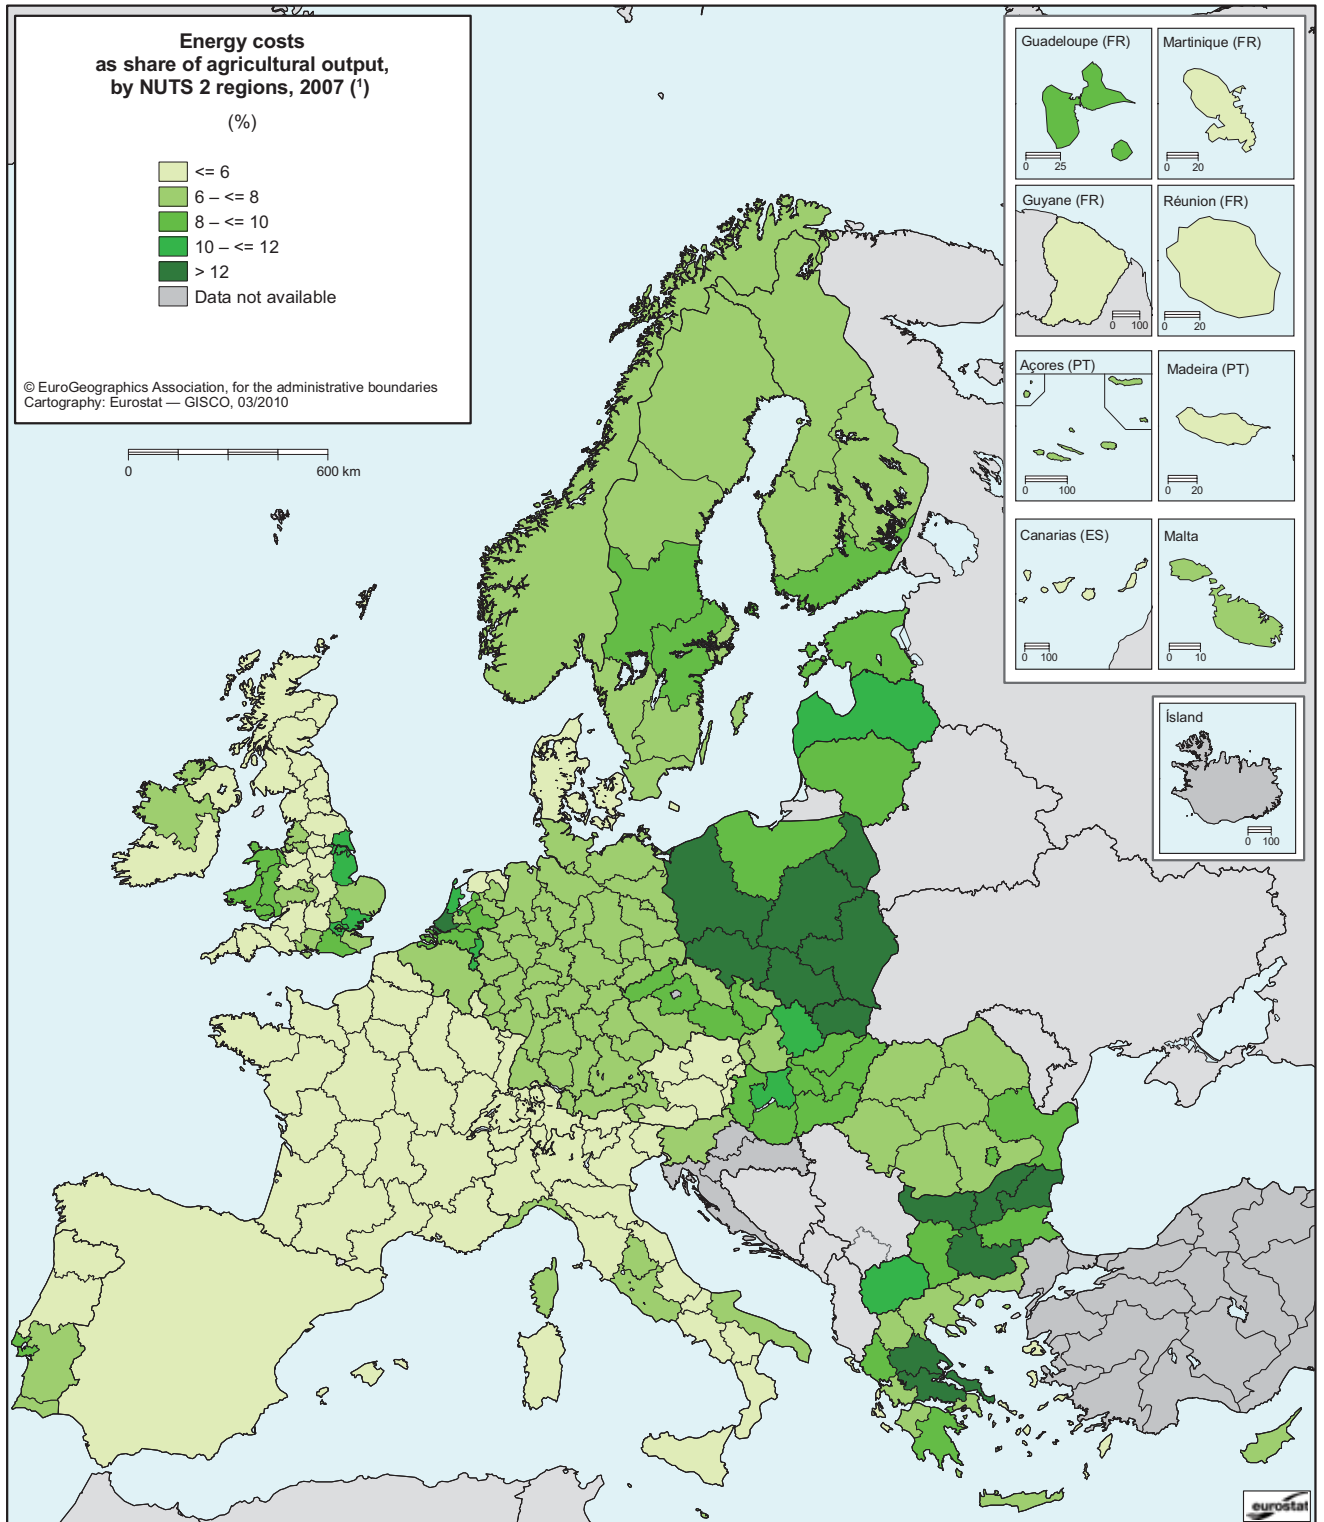 Energy costs
as share of agricultural output,
by NUTS 2 regions, 2007 (¹)
(%)
<= 6
6 – <= 8
8 – <= 10
10 – <= 12
> 12
Data not available
© EuroGeographics Association, for the administrative boundaries
Cartography: Eurostat — GISCO, 03/2010
0 600 km
Guadeloupe (FR)
0 25
Martinique (FR)
0 20
Guyane (FR)
0 100
Réunion (FR)
0 20
Açores (PT)
0 100
Madeira (PT)
0 20
Canarias (ES)
0 100
Malta
0 10
Ísland
0 100
eurostat